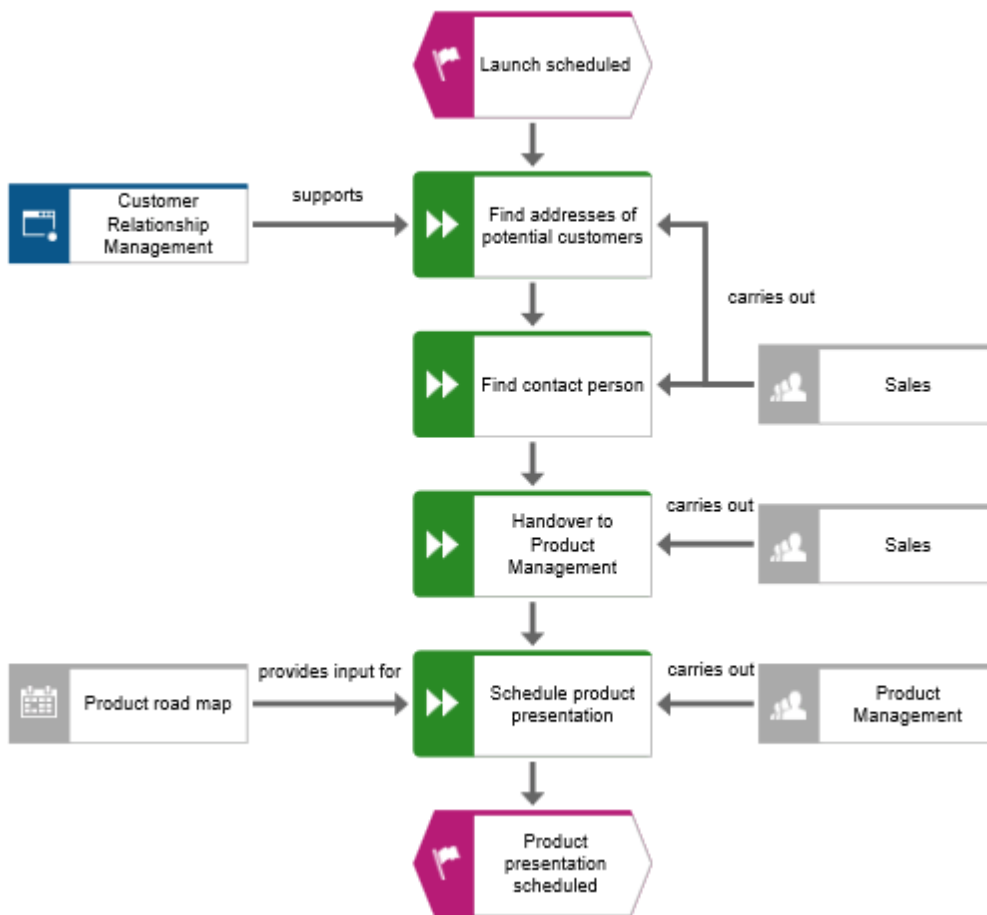 Launch scheduled
Customer
Relationship
Management
supports
Find addresses of
potential customers
carries out
Find contact person
Sales
Handover to
Product
Management
carries out
Sales
Product road map
provides input for
Schedule product
presentation
carries out
Product
Management
Product
presentation
scheduled